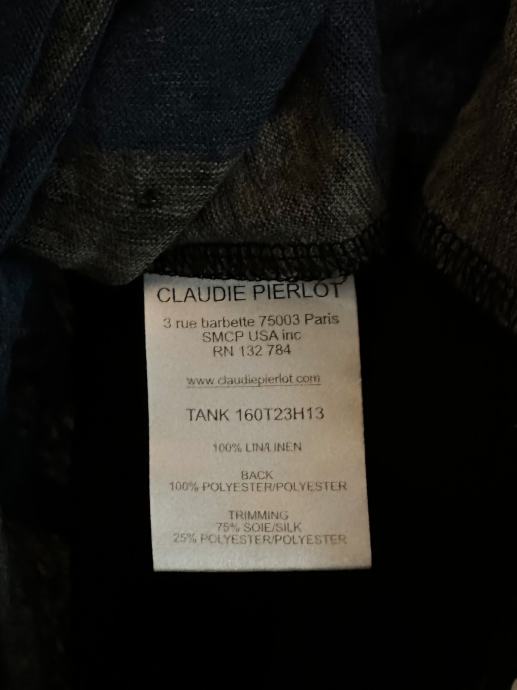 CLAUDIE PIERLOT
3 rue barbette 75003 Paris
SMCP USA inc
RN 132 784
www.claudiepierlot.com
TANK 160T23H13
100% LIN/LINEN
BACK
100% POLYESTER/POLYESTER
TRIMMING
75% SOIE/SILK
25% POLYESTER/POLYESTER